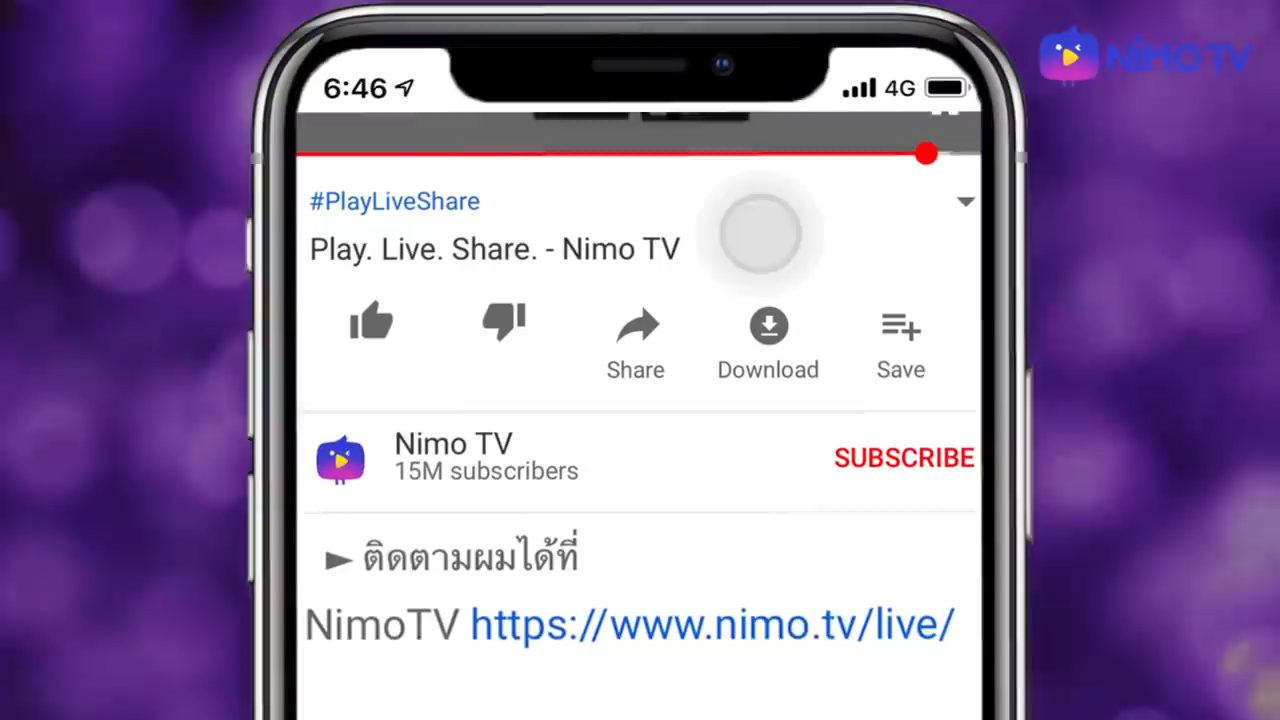 NIMO TV
6:46
4G
#PlayLiveShare
Play. Live. Share. - Nimo TV
Share Download Save
Nimo TV
15M subscribers
SUBSCRIBE
► ติดตามผมได้ที่
NimoTV https://www.nimo.tv/live/